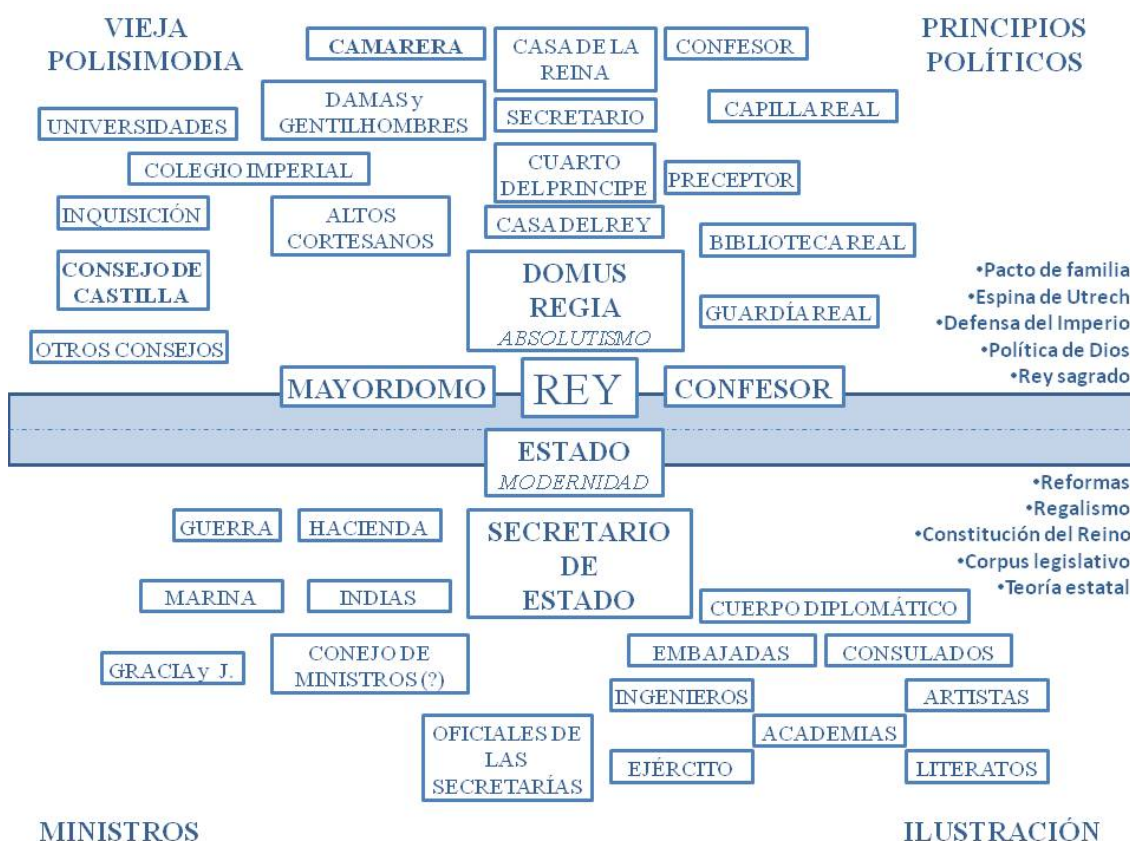 VIEJA
POLISIMODIA
PRINCIPIOS
POLÍTICOS
CAMARERA
CASA DE LA
REINA
CONFESOR
DAMAS y
GENTILHOMBRES
SECRETARIO
CAPILLA REAL
UNIVERSIDADES
COLEGIO IMPERIAL
CUARTO
DEL PRINCIPE
PRECEPTOR
INQUISICIÓN
ALTOS
CORTESANOS
CASA DEL REY
BIBLIOTECA REAL
CONSEJO DE
CASTILLA
DOMUS
REGIA
ABSOLUTISMO
GUARDÍA REAL
OTROS CONSEJOS
•Pacto de familia
•Espina de Utrech
•Defensa del Imperio
•Política de Dios
•Rey sagrado
MAYORDOMO
REY
CONFESOR
ESTADO
MODERNIDAD
•Reformas
•Regalismo
•Constitución del Reino
•Corpus legislativo
•Teoría estatal
GUERRA
HACIENDA
SECRETARIO
DE
ESTADO
MARINA
INDIAS
CUERPO DIPLOMÁTICO
GRACIA y J.
CONEJO DE
MINISTROS (?)
EMBAJADAS
CONSULADOS
INGENIEROS
ARTISTAS
OFICIALES DE
LAS
SECRETARÍAS
ACADEMIAS
EJÉRCITO
LITERATOS
MINISTROS
ILUSTRACIÓN